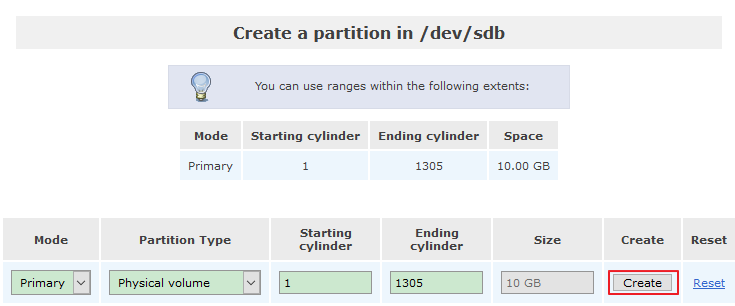 Create a partition in /dev/sdb
You can use ranges within the following extents:
Mode Starting cylinder Ending cylinder Space
Primary 1 1305 10.00 GB
Mode Partition Type Starting cylinder Ending cylinder Size Create Reset
Primary Physical volume 1 1305 10 GB Create Reset